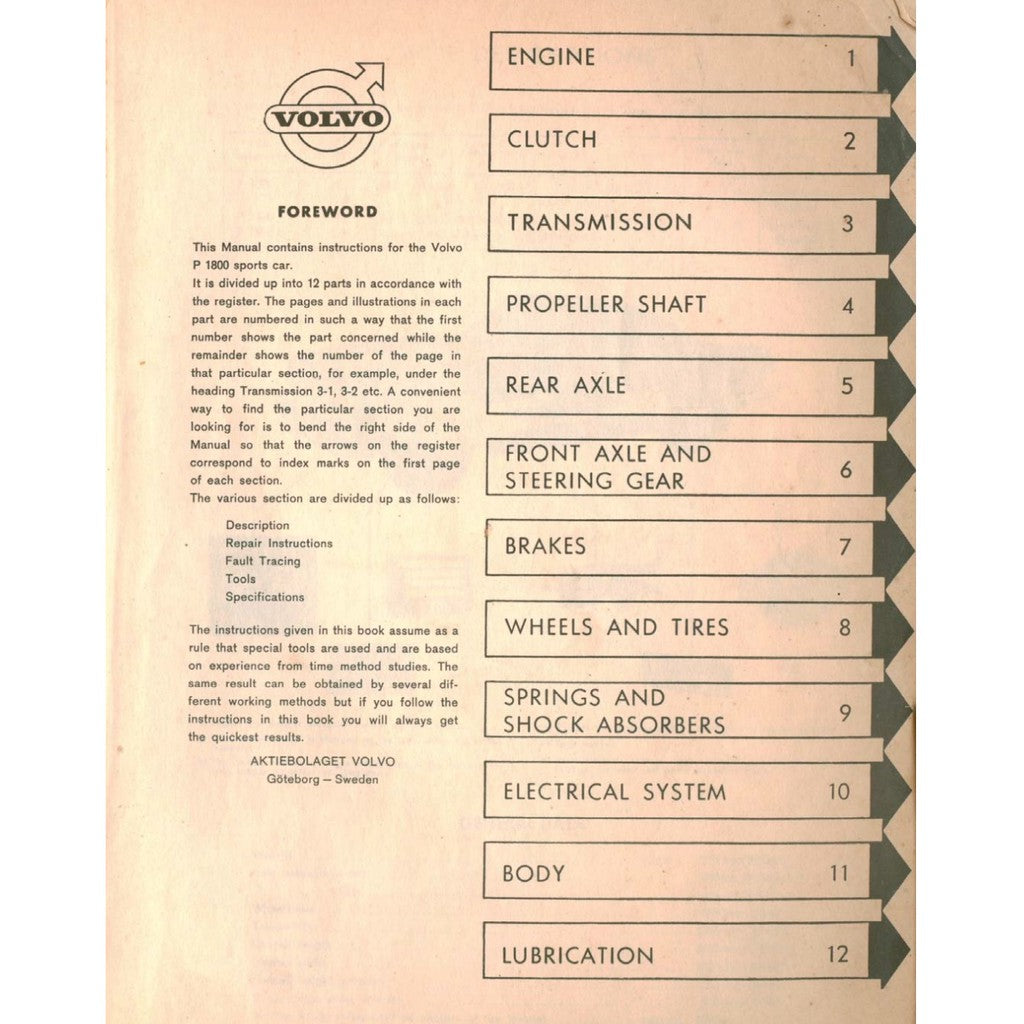 VOLVO
FOREWORD
This Manual contains instructions for the Volvo
P 1800 sports car.
It is divided up into 12 parts in accordance with
the register. The pages and illustrations in each
part are numbered in such a way that the first
number shows the part concerned while the
remainder shows the number of the page in
that particular section, for example, under the
heading Transmission 3-1, 3-2 etc. A convenient
way to find the particular section you are
looking for is to bend the right side of the
Manual so that the arrows on the register
correspond to index marks on the first page
of each section.
The various section are divided up as follows:
Description
Repair Instructions
Fault Tracing
Tools
Specifications
The instructions given in this book assume as a
rule that special tools are used and are based
on experience from time method studies. The
same result can be obtained by several dif-
ferent working methods but if you follow the
instructions in this book you will always get
the quickest results.
AKTIEBOLAGET VOLVO
Göteborg – Sweden
ENGINE 1
CLUTCH 2
TRANSMISSION 3
PROPELLER SHAFT 4
REAR AXLE 5
FRONT AXLE AND
STEERING GEAR 6
BRAKES 7
WHEELS AND TIRES 8
SPRINGS AND
SHOCK ABSORBERS 9
ELECTRICAL SYSTEM 10
BODY 11
LUBRICATION 12